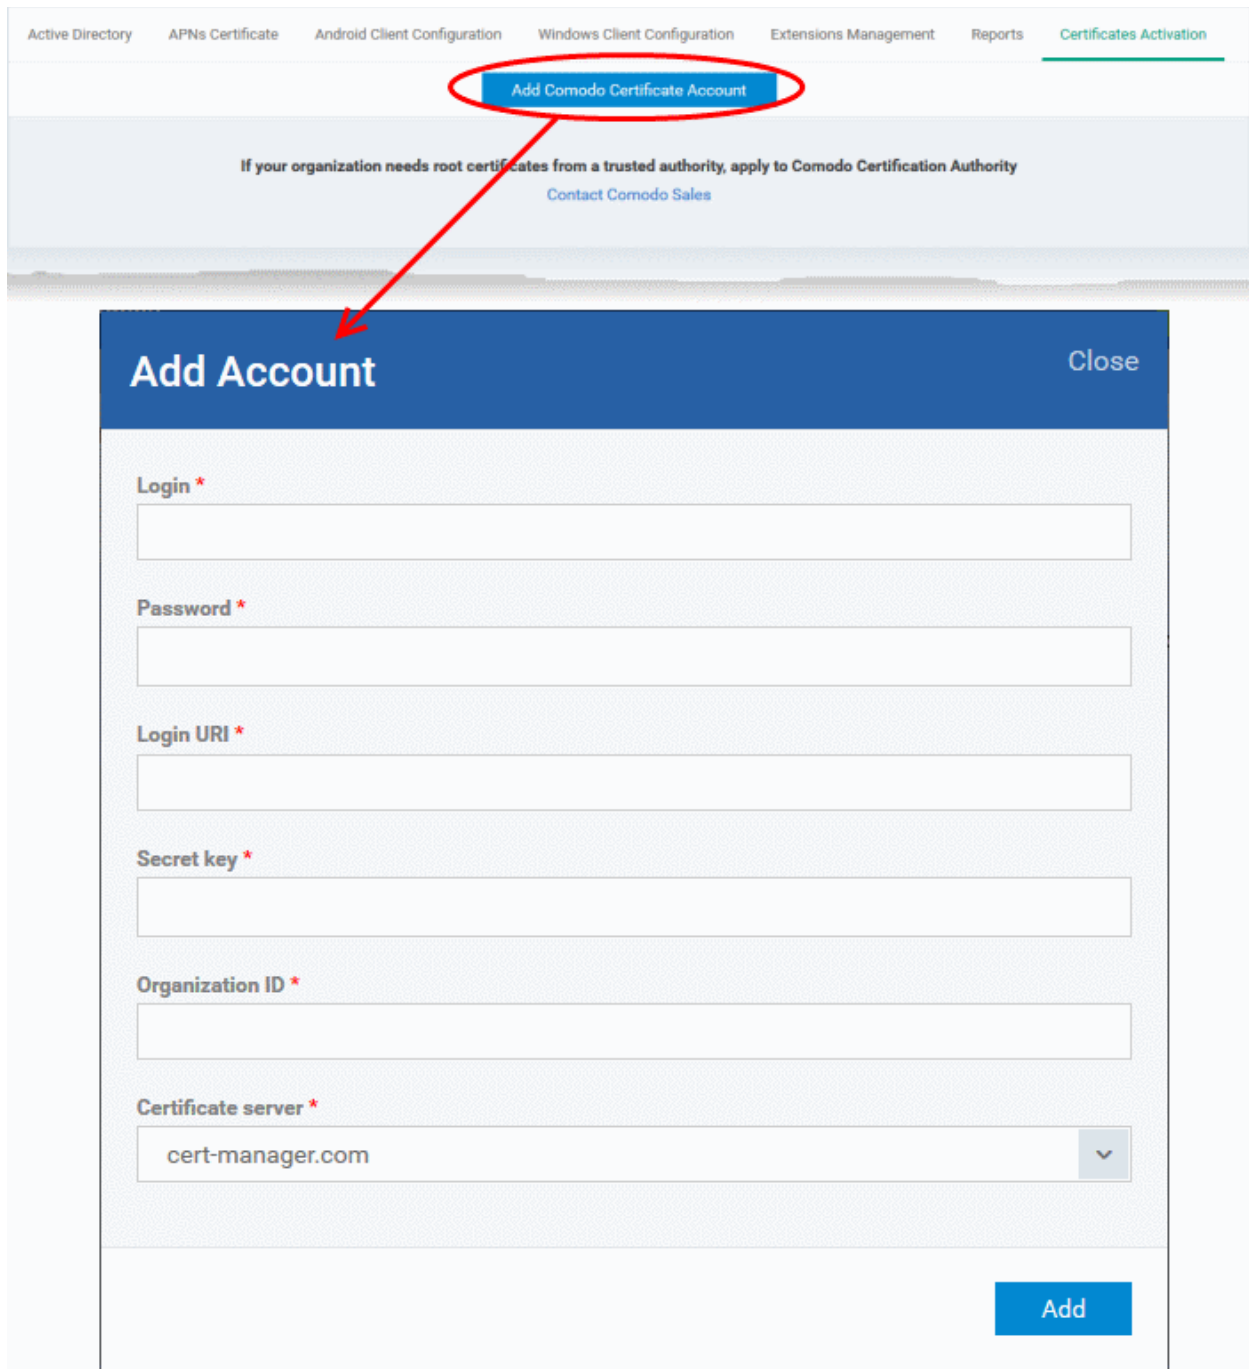 Active Directory APNs Certificate Android Client Configuration Windows Client Configuration Extensions Management Reports Certificates Activation
Add Comodo Certificate Account
If your organization needs root certificates from a trusted authority, apply to Comodo Certification Authority
Contact Comodo Sales
Add Account Close
Login *
Password *
Login URI *
Secret key *
Organization ID *
Certificate server *
cert-manager.com
Add